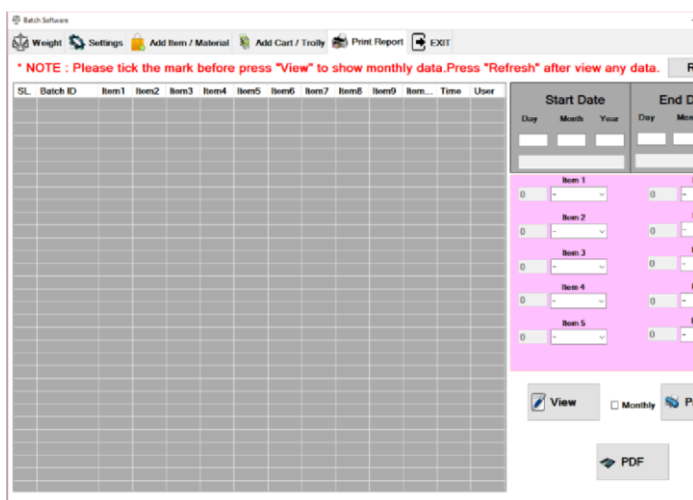 Batch Software
Weight Settings Add Item / Material Add Cart / Trolly Print Report EXIT
* NOTE : Please tick the mark before press "View" to show monthly data.Press "Refresh" after view any data.
SL. Batch ID Item1 Item2 Item3 Item4 Item5 Item6 Item7 Item8 Item9 Item... Time User
Start Date
Day Month Year Day
Item 1
0 - 0 -
Item 2
0 - 0 -
Item 3
0 - 0 -
Item 4
0 - 0 -
Item 5
0 - 0 -
View Monthly
PDF